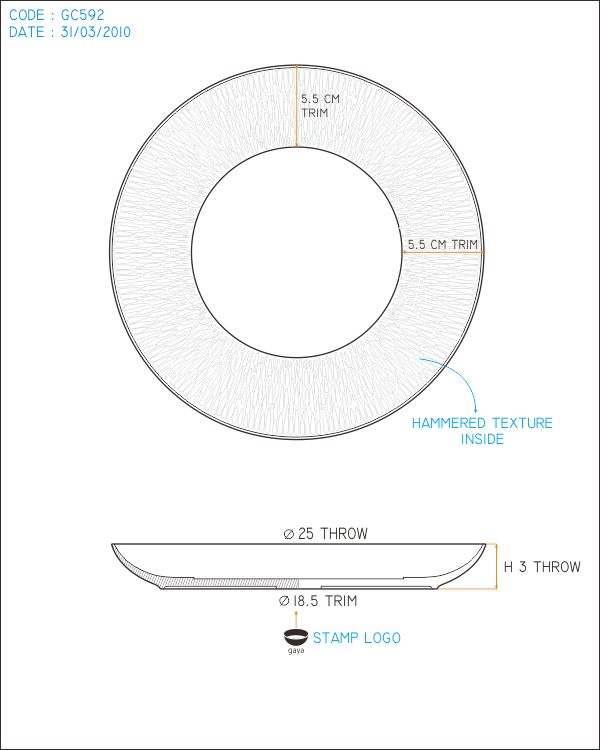 CODE : GC592
DATE : 31/03/2010
5.5 CM
TRIM
5.5 CM TRIM
HAMMERED TEXTURE
INSIDE
⌀ 25 THROW
H 3 THROW
⌀ 18.5 TRIM
STAMP LOGO
gaya